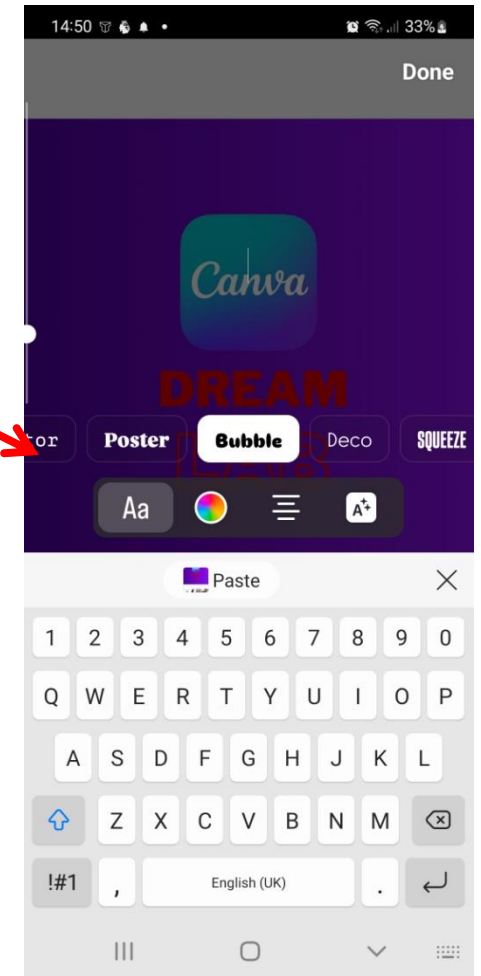 14:50 33%
Done
Canva
DREAM
LAB
tor Poster Bubble Deco SQUEEZE
Aa A
Paste
1 2 3 4 5 6 7 8 9 0
Q W E R T Y U I O P
A S D F G H J K L
Z X C V B N M
!#1 , English (UK) .